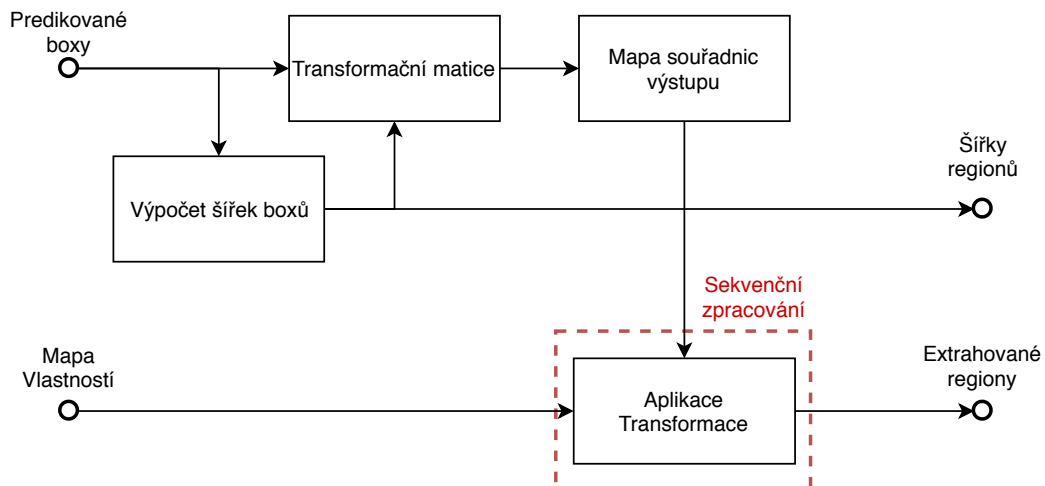 Predikované
boxy
Transformační matice
Mapa souřadnic
výstupu
Výpočet šířek boxů
Šířky
regionů
Sekvenční
zpracování
Mapa
Vlastností
Aplikace
Transformace
Extrahované
regiony